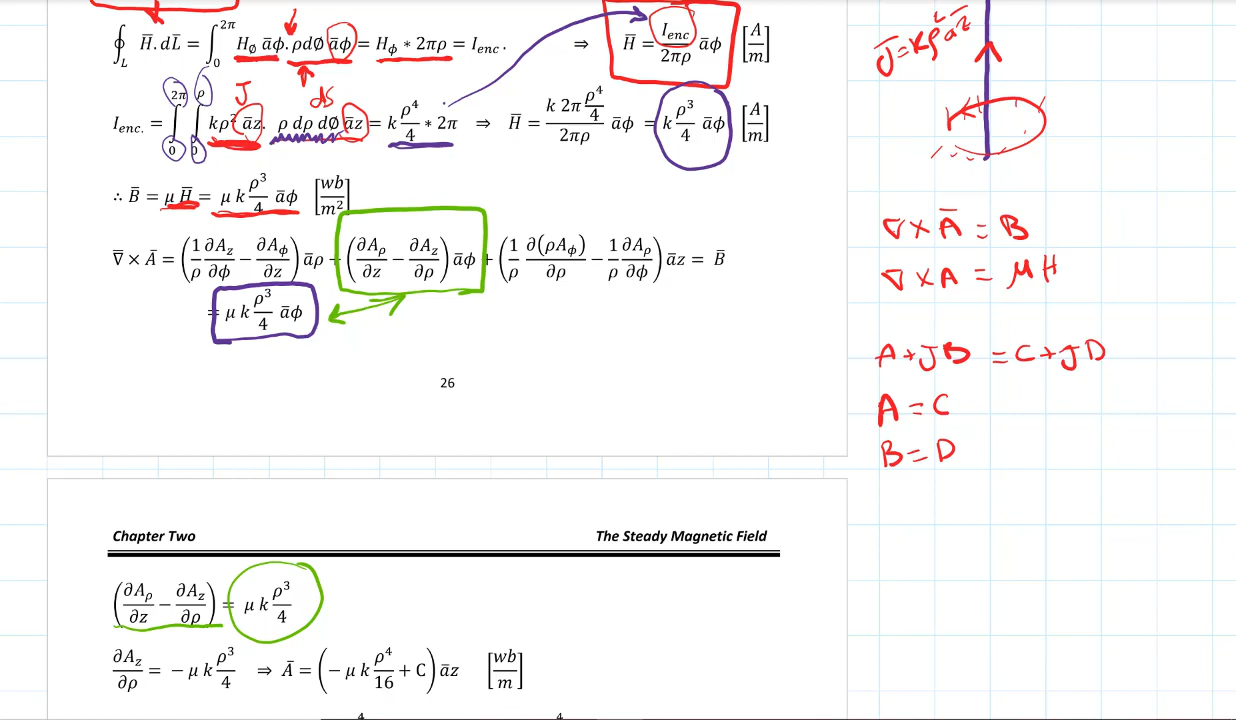 ∮_L H̄. dL̄ = ∫_0^{2π} H_∅ āϕ. ρd∅ āϕ = H_ϕ * 2πρ = I_enc . ⇒ H̄ = I_enc / 2πρ āϕ [A/m]
J ds
I_enc. = ∫_0^{2π} ∫_0^ρ kρ² āz. ρ dρ d∅ āz = k ρ⁴/4 * 2π ⇒ H̄ = (k 2π ρ⁴/4) / 2πρ āϕ = k ρ³/4 āϕ [A/m]
∴ B̄ = μ H̄ = μ k ρ³/4 āϕ [wb/m²]
∇̄ × Ā = (1/ρ ∂A_z/∂ϕ − ∂A_ϕ/∂z) āρ + (∂A_ρ/∂z − ∂A_z/∂ρ) āϕ + (1/ρ ∂(ρA_ϕ)/∂ρ − 1/ρ ∂A_ρ/∂ϕ) āz = B̄
= μ k ρ³/4 āϕ
26
Chapter Two The Steady Magnetic Field
(∂A_ρ/∂z − ∂A_z/∂ρ) = μ k ρ³/4
∂A_z/∂ρ = − μ k ρ³/4 ⇒ Ā = (− μ k ρ⁴/16 + C) āz [wb/m]
J̄ = kρ² āz
∇ × Ā = B
∇ × A = μH
A + JB = C + JD
A = C
B = D